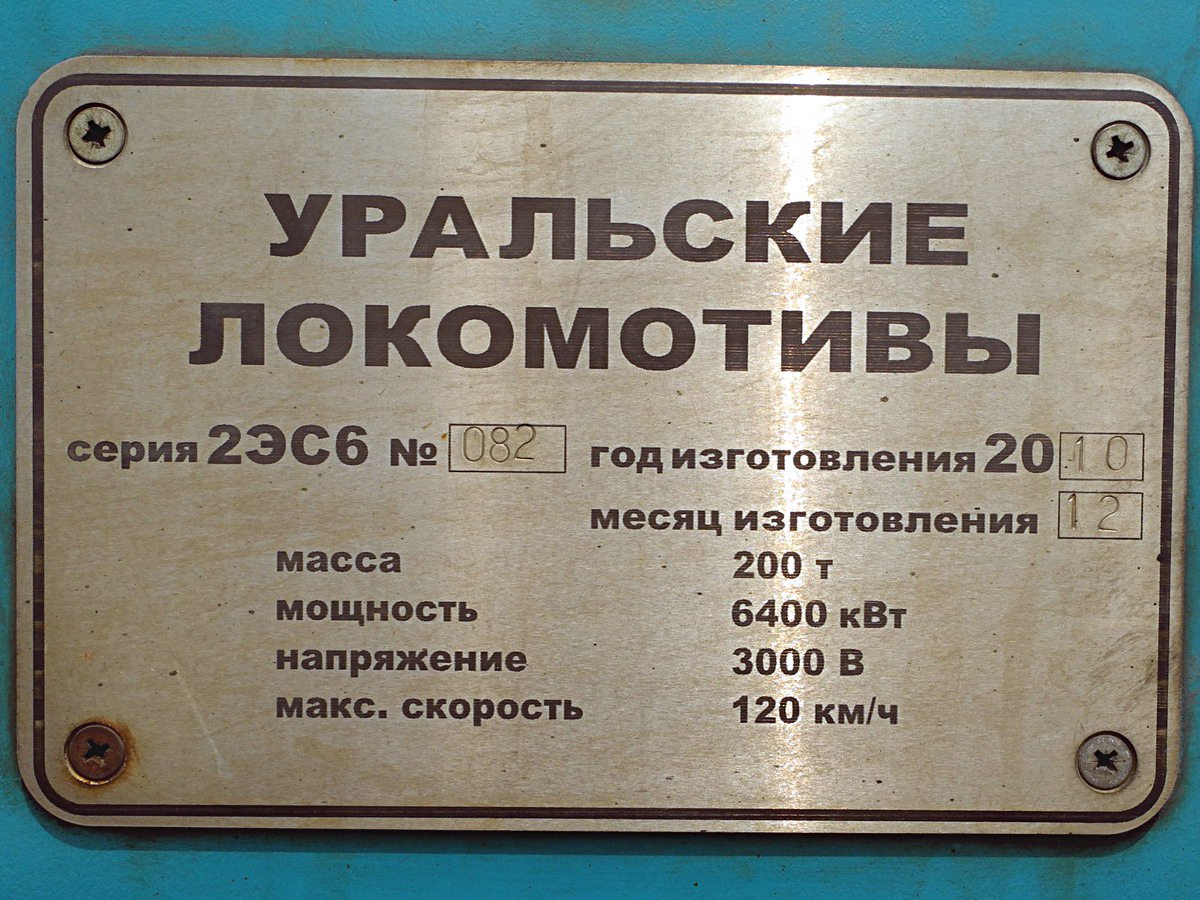 УРАЛЬСКИЕ
ЛОКОМОТИВЫ
серия 2ЭС6 № 082 год изготовления 2010
месяц изготовления 12
масса 200 т
мощность 6400 кВт
напряжение 3000 В
макс. скорость 120 км/ч